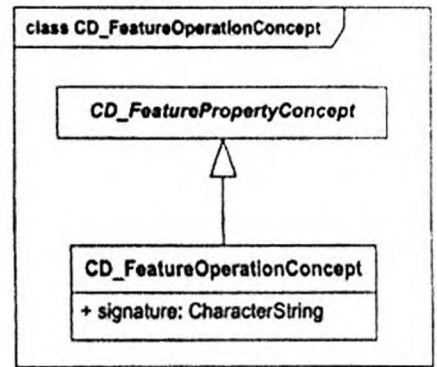 class CD_FeatureOperationConcept
CD_FeaturePropertyConcept
CD_FeatureOperationConcept
+ signature: CharacterString